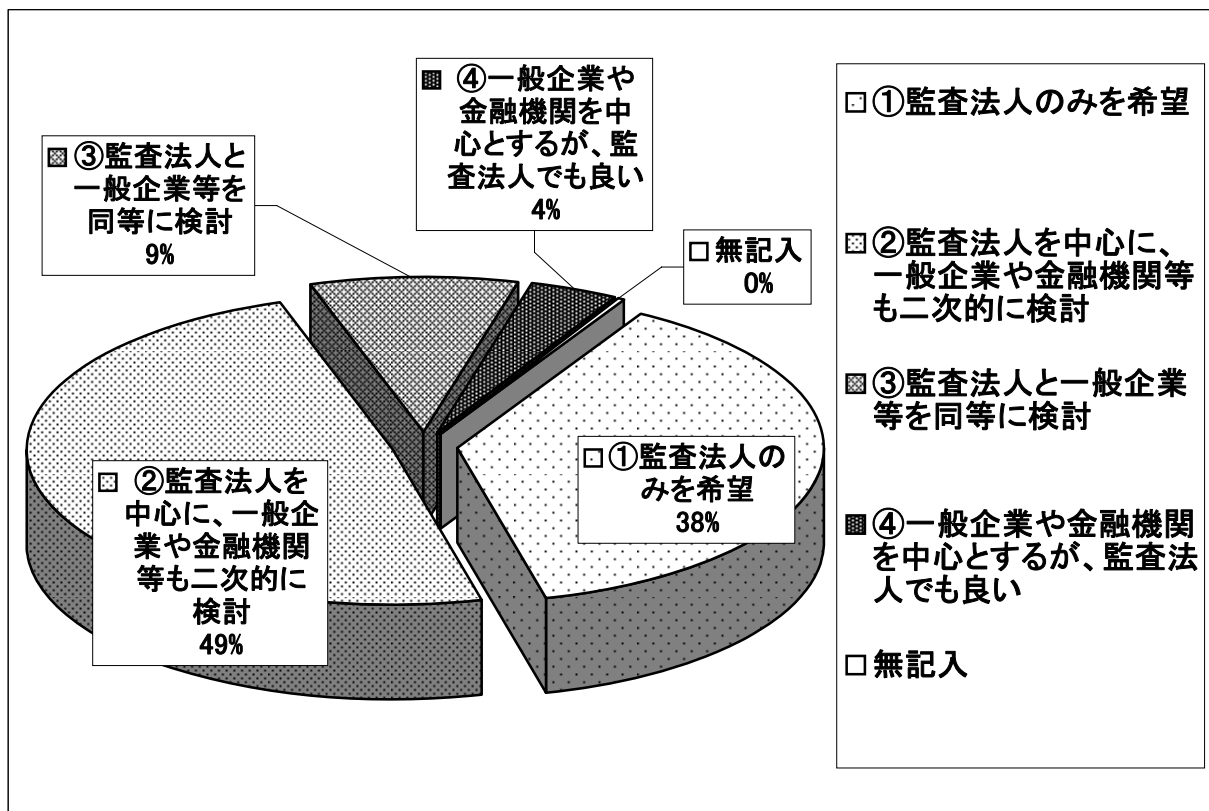 ④一般企業や
金融機関を中
心とするが、監
査法人でも良い
4%
③監査法人と
一般企業等を
同等に検討
9%
無記入
0%
①監査法人の
みを希望
38%
②監査法人を
中心に、一般企
業や金融機関
等も二次的に
検討
49%
①監査法人のみを希望
②監査法人を中心に、
一般企業や金融機関等
も二次的に検討
③監査法人と一般企業
等を同等に検討
④一般企業や金融機関
を中心とするが、監査法
人でも良い
無記入